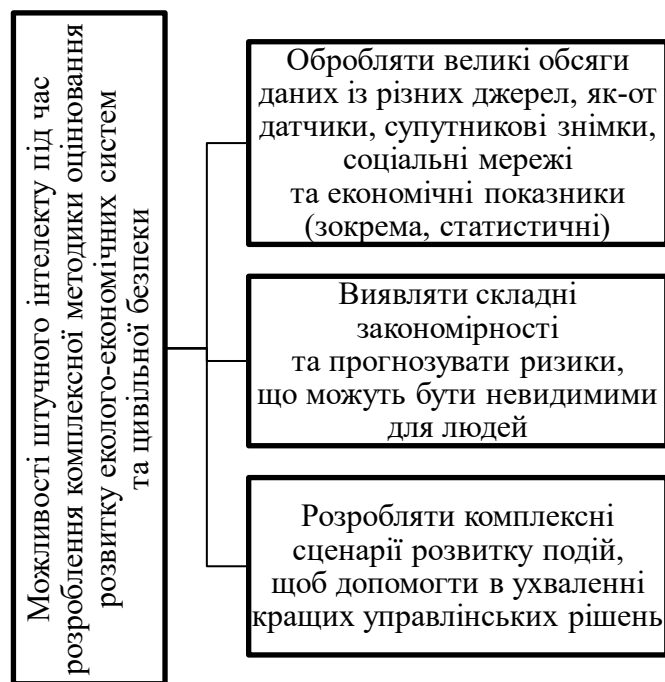 Можливості штучного інтелекту під час
розроблення комплексної методики оцінювання
розвитку еколого-економічних систем
та цивільної безпеки
Обробляти великі обсяги
даних із різних джерел, як-от
датчики, супутникові знімки,
соціальні мережі
та економічні показники
(зокрема, статистичні)
Виявляти складні
закономірності
та прогнозувати ризики,
що можуть бути невидимими
для людей
Розробляти комплексні
сценарії розвитку подій,
щоб допомогти в ухваленні
кращих управлінських рішень